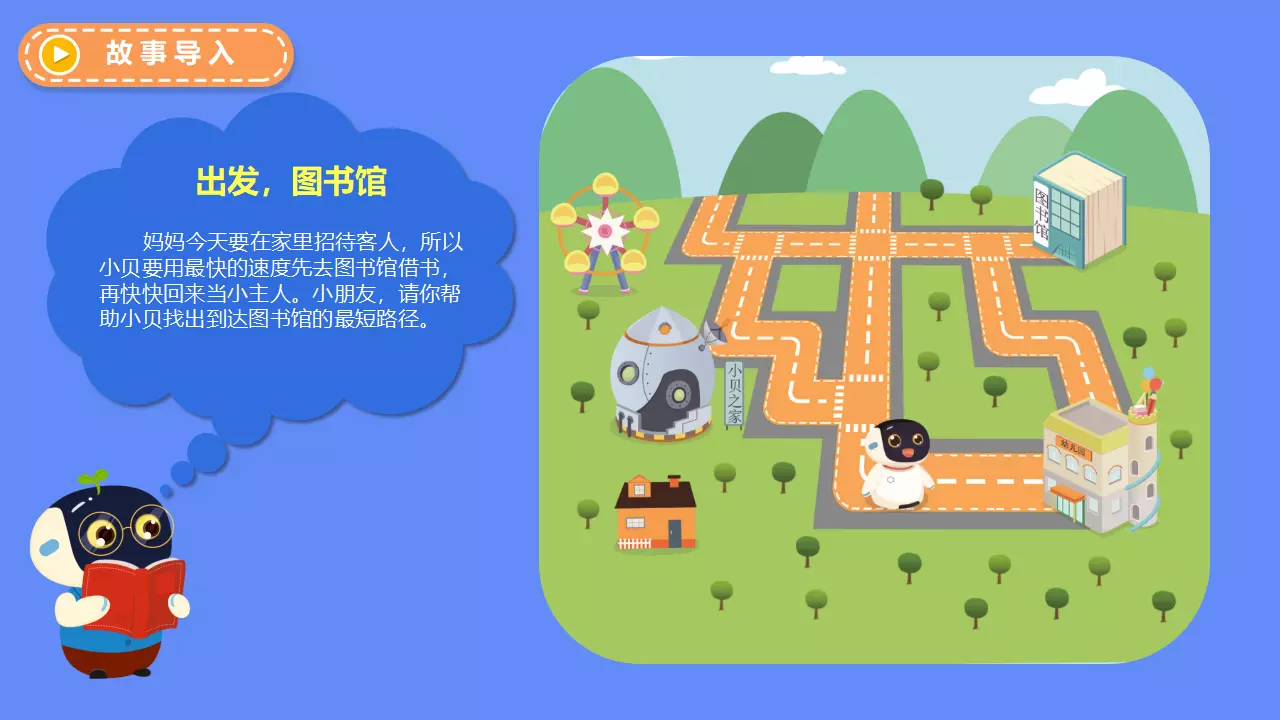 故事导入
出发，图书馆
妈妈今天要在家里招待客人，所以
小贝要用最快的速度先去图书馆借书，
再快快回来当小主人。小朋友，请你帮
助小贝找出到达图书馆的最短路径。
图书馆
小贝之家
幼儿园